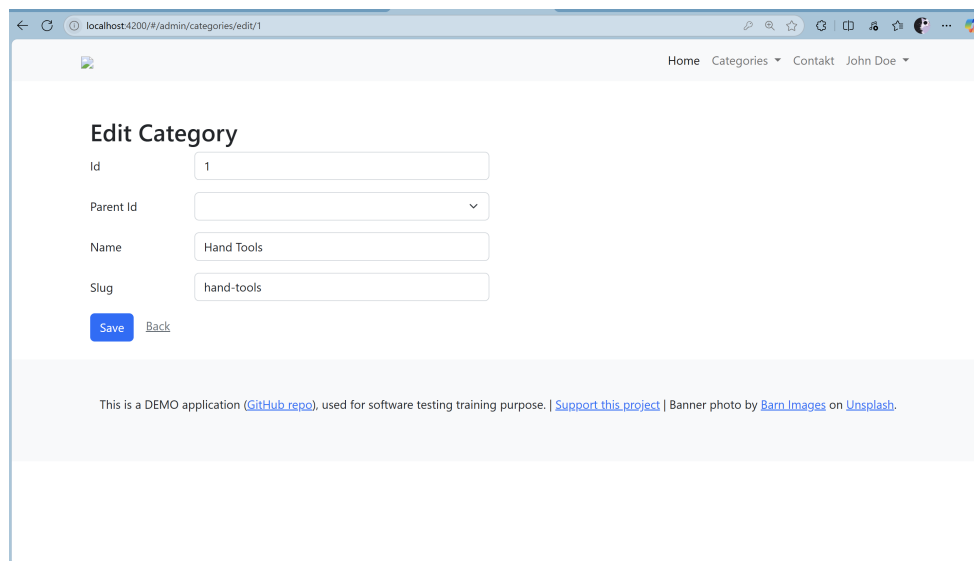 localhost:4200/#/admin/categories/edit/1
Home Categories Contakt John Doe
Edit Category
Id 1
Parent Id
Name Hand Tools
Slug hand-tools
Save Back
This is a DEMO application (GitHub repo), used for software testing training purpose. | Support this project | Banner photo by Barn Images on Unsplash.